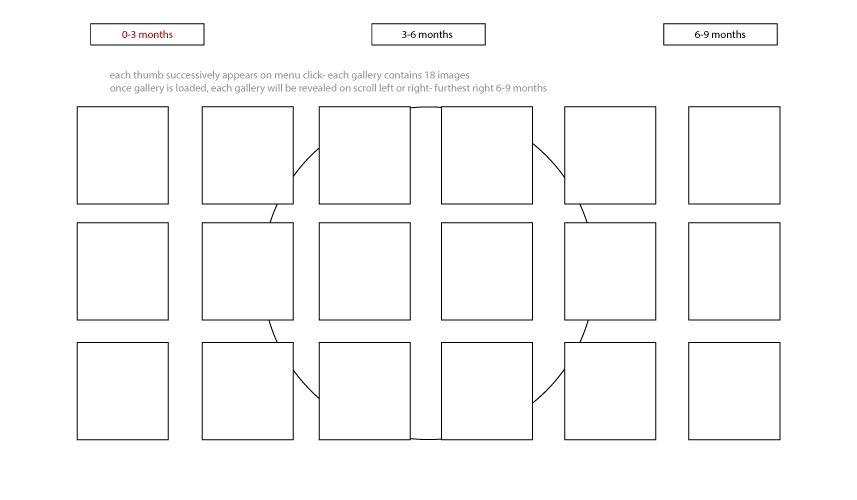 0-3 months
3-6 months
6-9 months
each thumb successively appears on menu click- each gallery contains 18 images
once gallery is loaded, each gallery will be revealed on scroll left or right- furthest right 6-9 months